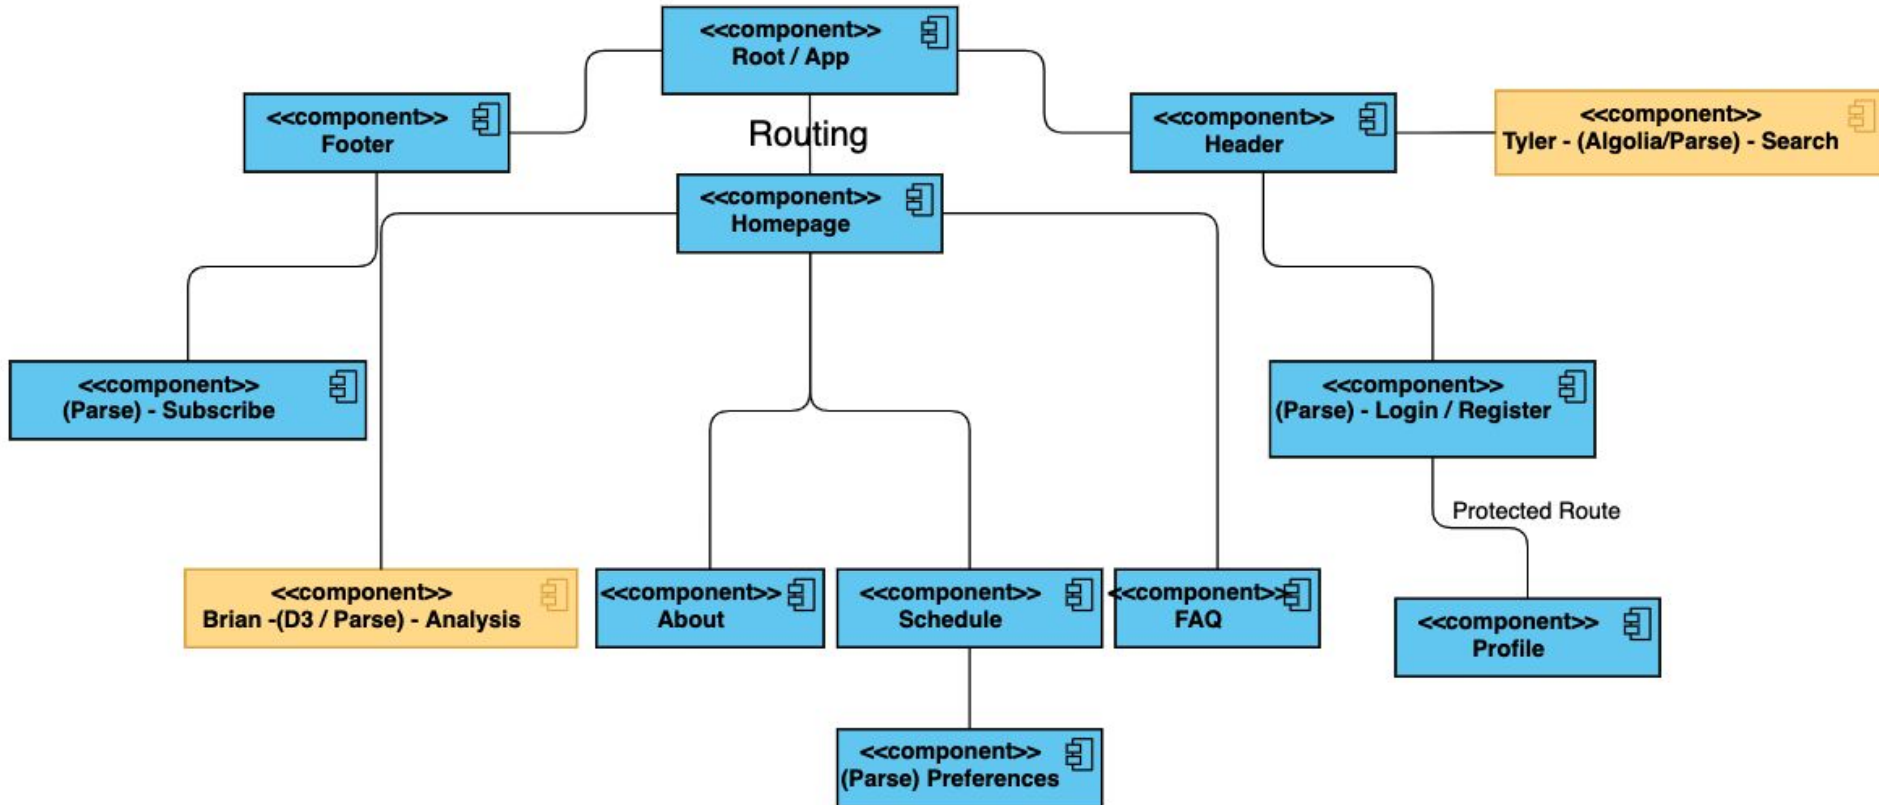 <<component>>
Root / App
<<component>>
Footer
Routing
<<component>>
Header
<<component>>
Tyler - (Algolia/Parse) - Search
<<component>>
Homepage
<<component>>
(Parse) - Subscribe
<<component>>
(Parse) - Login / Register
Protected Route
<<component>>
Brian -(D3 / Parse) - Analysis
<<component>>
About
<<component>>
Schedule
<<component>>
FAQ
<<component>>
Profile
<<component>>
(Parse) Preferences